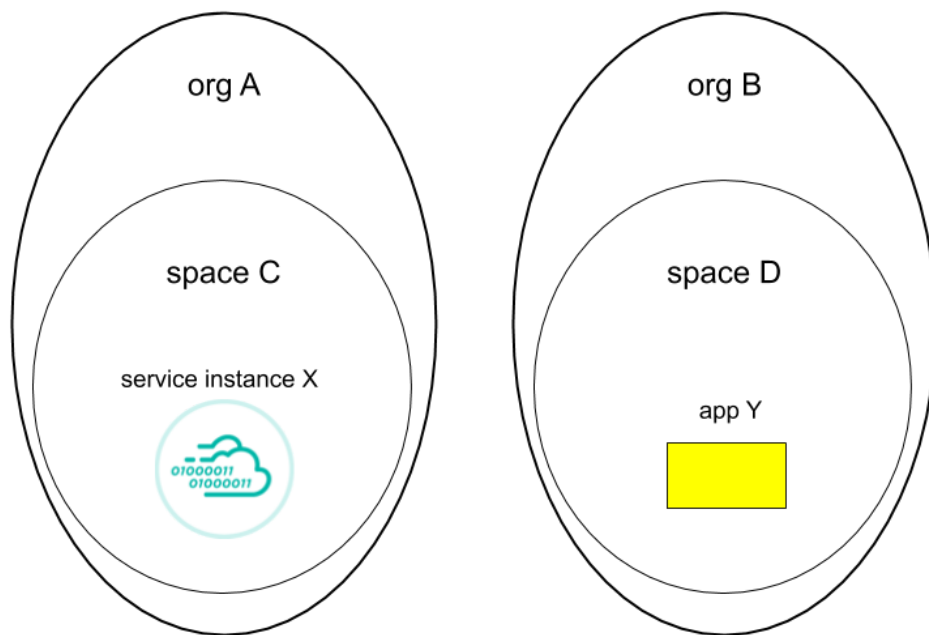 org A
org B
space C
space D
service instance X
app Y
01000011
01000011